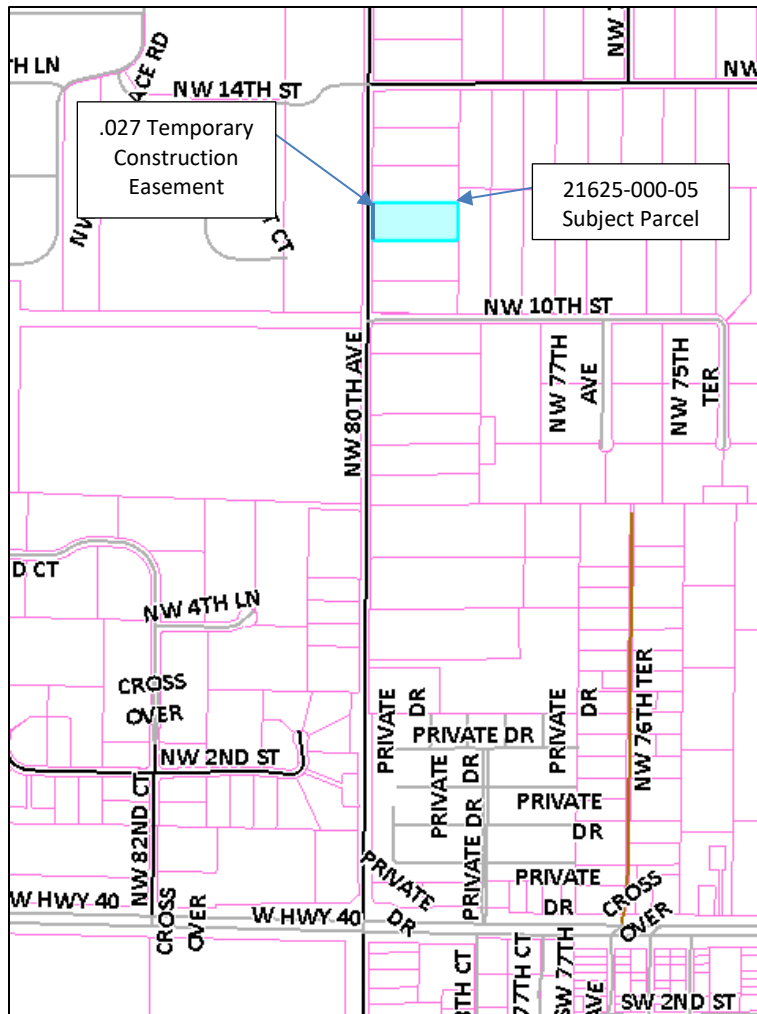 TH LN
ACE RD
NW 14TH ST
NW
.027 Temporary
Construction
Easement
21625-000-05
Subject Parcel
CT
NW 10TH ST
NW 80TH AVE
NW 77TH
AVE
NW 75TH
TER
D CT
NW 4TH LN
CROSS
OVER
NW 2ND ST
NW 82ND CT
PRIVATE
DR
PRIVATE DR
PRIVATE
DR
PRIVATE
DR
PRIVATE DR
PRIVATE
DR
NW 76TH TER
PRIVATE
DR
PRIVATE
DR
CROSS
OVER
W HWY 40
CROSS
OVER
W HWY 40
77TH CT
SW 77TH
AVE
SW 2ND ST